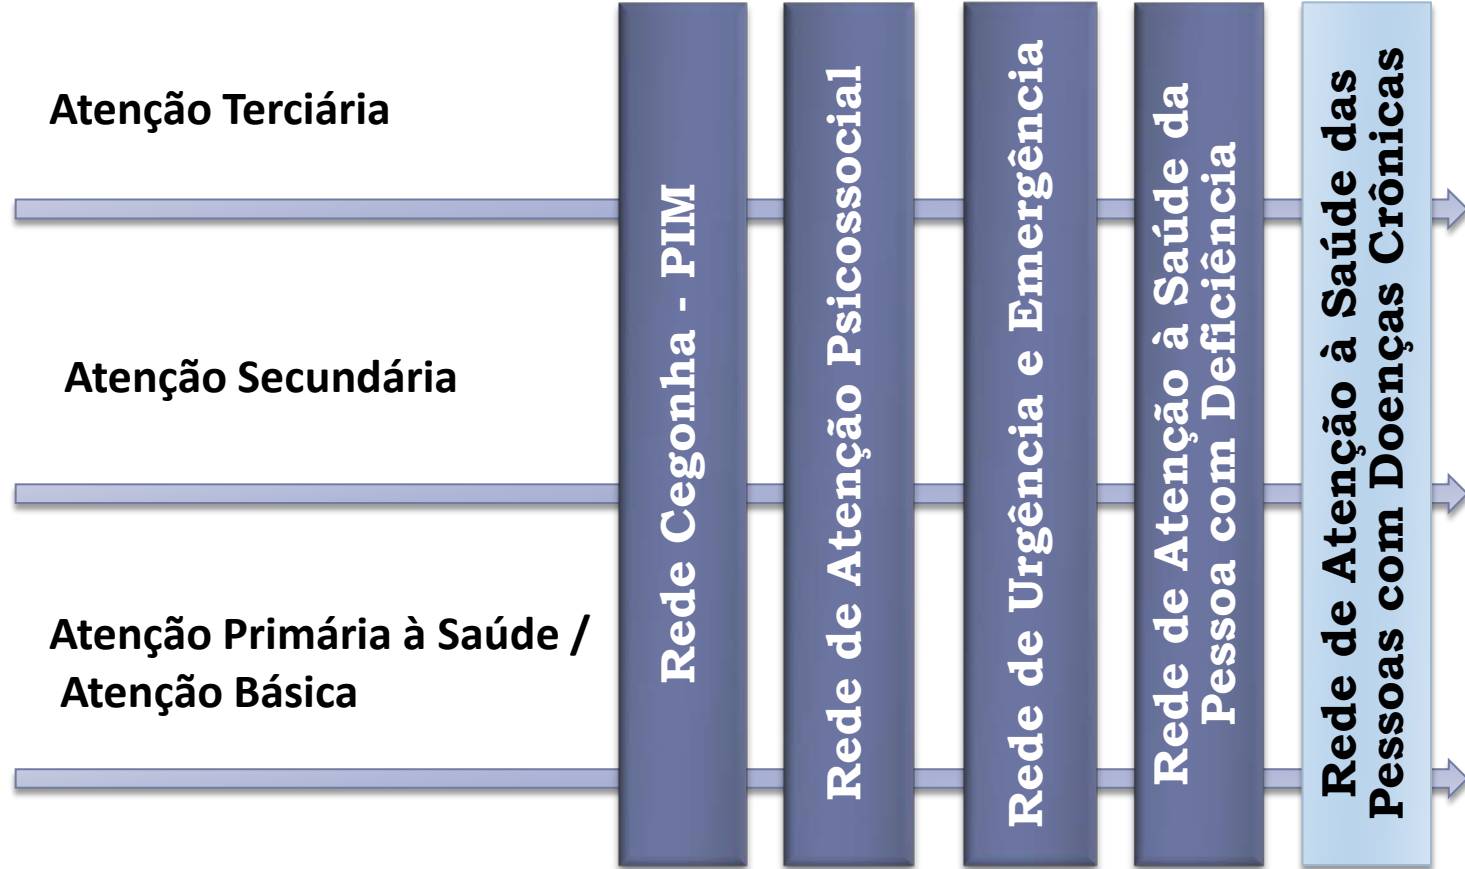 Atenção Terciária
Atenção Secundária
Atenção Primária à Saúde /
Atenção Básica
Rede Cegonha - PIM
Rede de Atenção Psicossocial
Rede de Urgência e Emergência
Rede de Atenção à Saúde da
Pessoa com Deficiência
Rede de Atenção à Saúde das
Pessoas com Doenças Crônicas